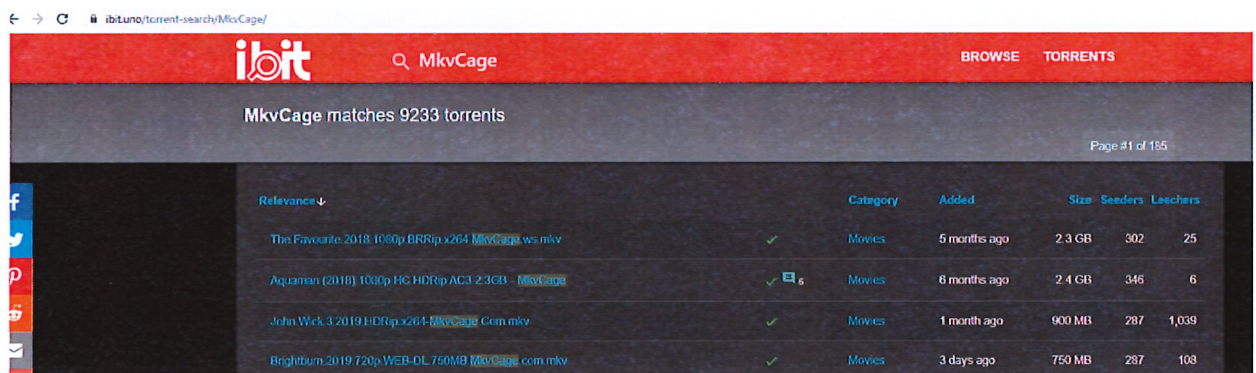 ibit.uno/torrent-search/MkvCage/
ibit MkvCage BROWSE TORRENTS
MkvCage matches 9233 torrents
Page #1 of 185
Relevance↓ Category Added Size Seeders Leechers
The.Favourite.2018.1080p.BRRip.x264-MkvCage.ws.mkv Movies 5 months ago 2.3 GB 302 25
Aquaman (2018) 1080p HC HDRip AC3 2.3GB - MkvCage 6 Movies 6 months ago 2.4 GB 346 6
John.Wick.3.2019.HDRip.x264-MkvCage.Com.mkv Movies 1 month ago 900 MB 287 1,039
Brightburn.2019.720p.WEB-DL.750MB.MkvCage.com.mkv Movies 3 days ago 750 MB 287 108